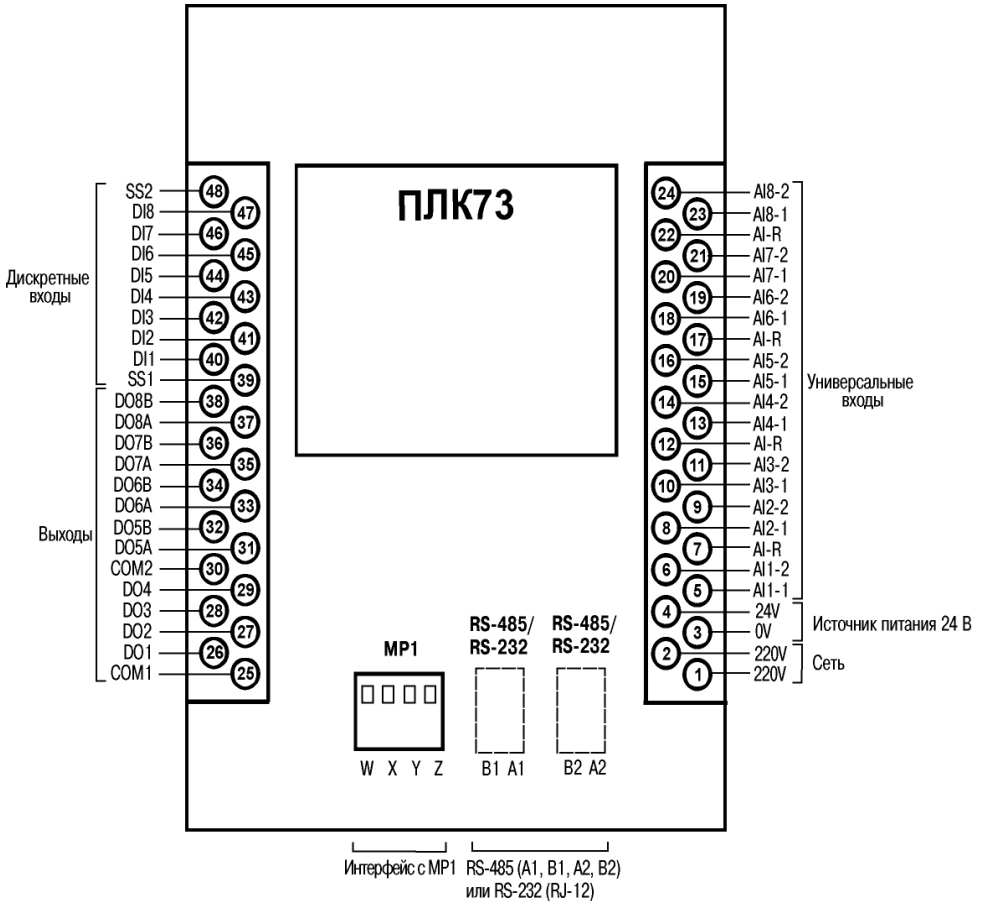 ПЛК73
Дискретные
входы
SS2 48
DI8 47
DI7 46
DI6 45
DI5 44
DI4 43
DI3 42
DI2 41
DI1 40
SS1 39
Выходы
DO8B 38
DO8A 37
DO7B 36
DO7A 35
DO6B 34
DO6A 33
DO5B 32
DO5A 31
COM2 30
DO4 29
DO3 28
DO2 27
DO1 26
COM1 25
24 AI8-2
23 AI8-1
22 AI-R
21 AI7-2
20 AI7-1
19 AI6-2
18 AI6-1
17 AI-R
16 AI5-2
15 AI5-1
14 AI4-2
13 AI4-1
12 AI-R
11 AI3-2
10 AI3-1
9 AI2-2
8 AI2-1
7 AI-R
6 AI1-2
5 AI1-1
4 24V
3 0V
2 220V
1 220V
Универсальные
входы
Источник питания 24 В
Сеть
MP1
W X Y Z
RS-485/
RS-232
B1 A1
RS-485/
RS-232
B2 A2
Интерфейс с МР1
RS-485 (A1, B1, A2, B2)
или RS-232 (RJ-12)